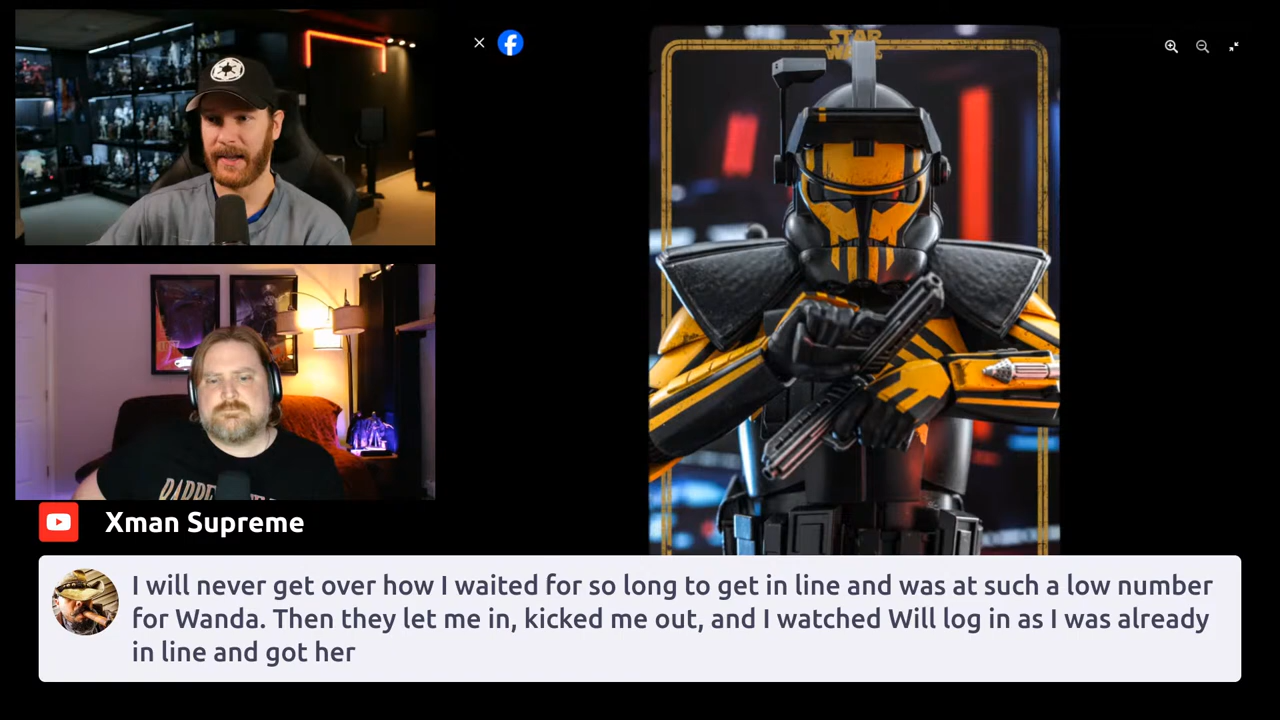 STAR
WARS
Xman Supreme
I will never get over how I waited for so long to get in line and was at such a low number
for Wanda. Then they let me in, kicked me out, and I watched Will log in as I was already
in line and got her